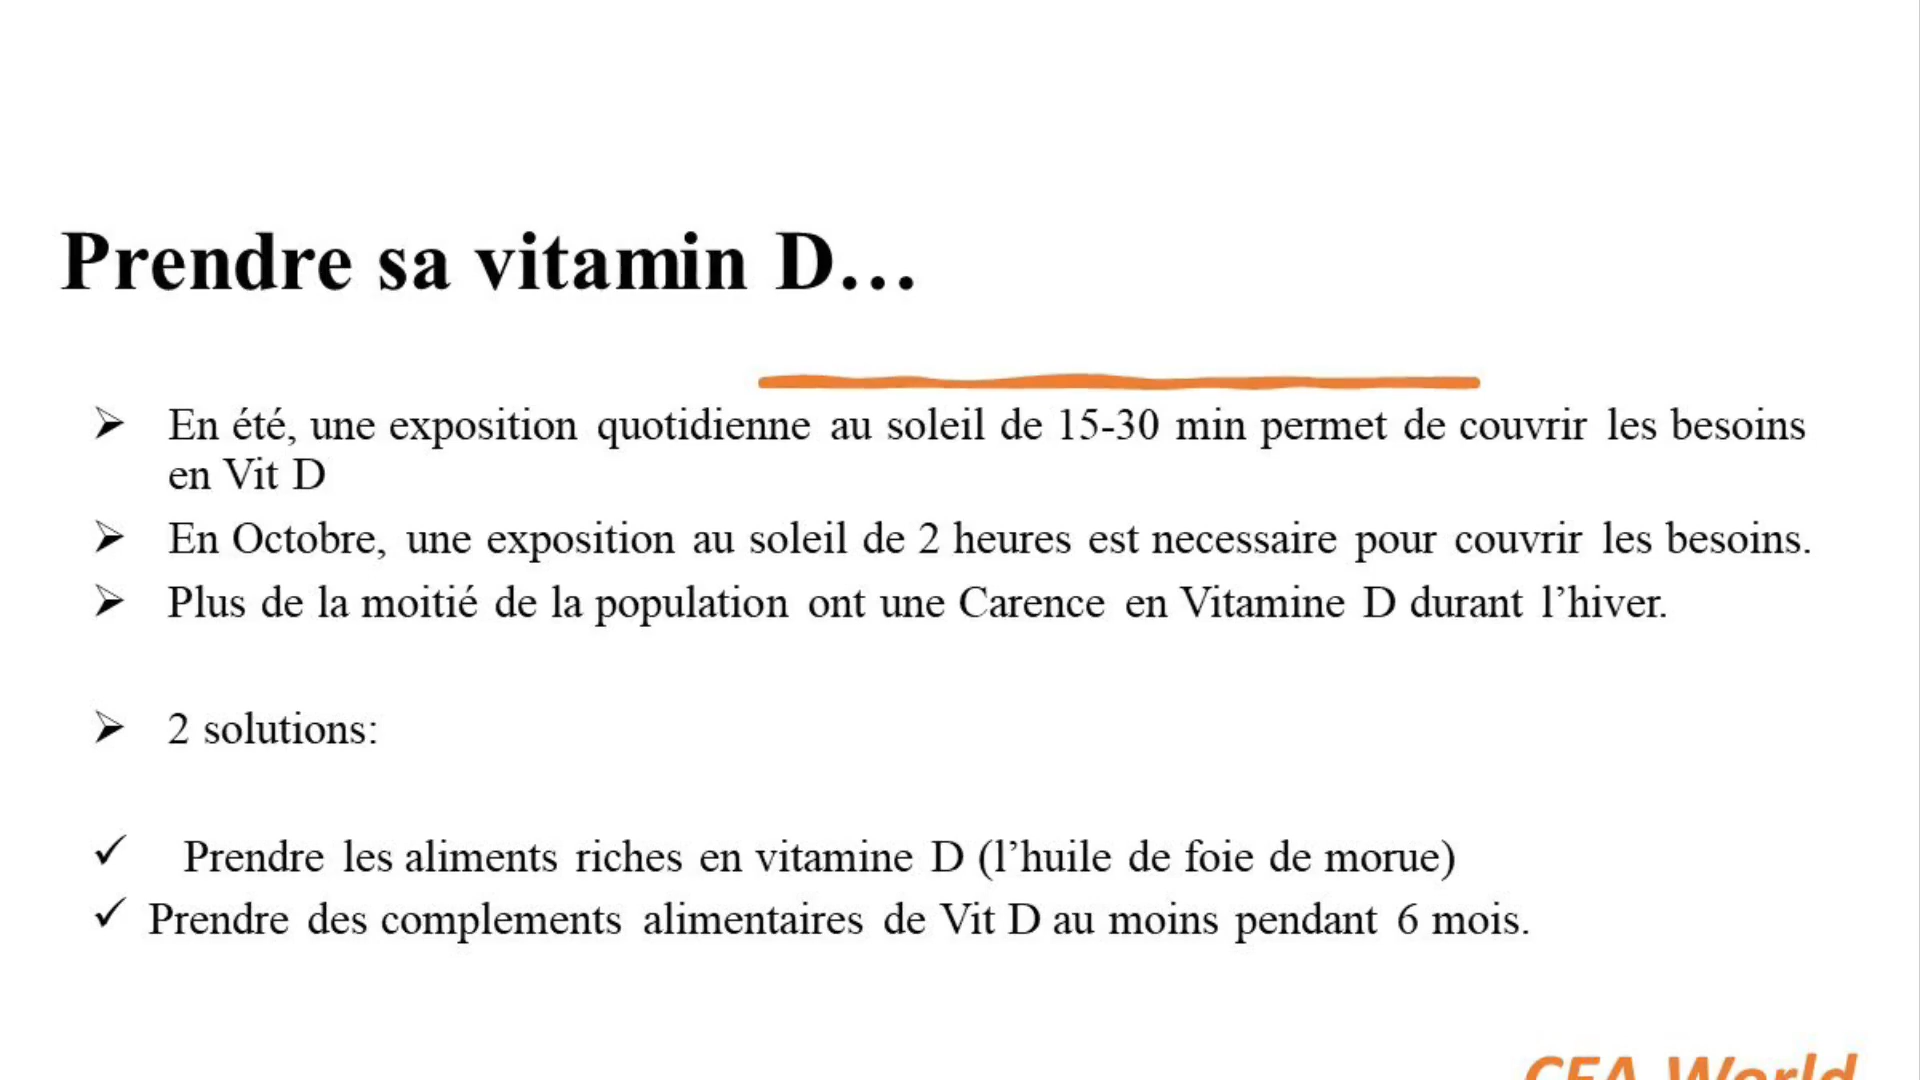 Prendre sa vitamin D…
En été, une exposition quotidienne au soleil de 15-30 min permet de couvrir les besoins
en Vit D
En Octobre, une exposition au soleil de 2 heures est necessaire pour couvrir les besoins.
Plus de la moitié de la population ont une Carence en Vitamine D durant l’hiver.
2 solutions:
Prendre les aliments riches en vitamine D (l’huile de foie de morue)
Prendre des complements alimentaires de Vit D au moins pendant 6 mois.
World